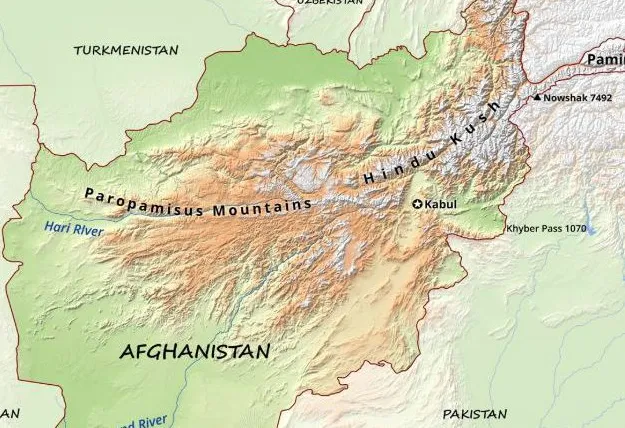 UZBEKISTAN
TURKMENISTAN
Pamir
Nowshak 7492
Hindu Kush
Paropamisus Mountains
Kabul
Hari River
Khyber Pass 1070
AFGHANISTAN
AN
PAKISTAN
nd River